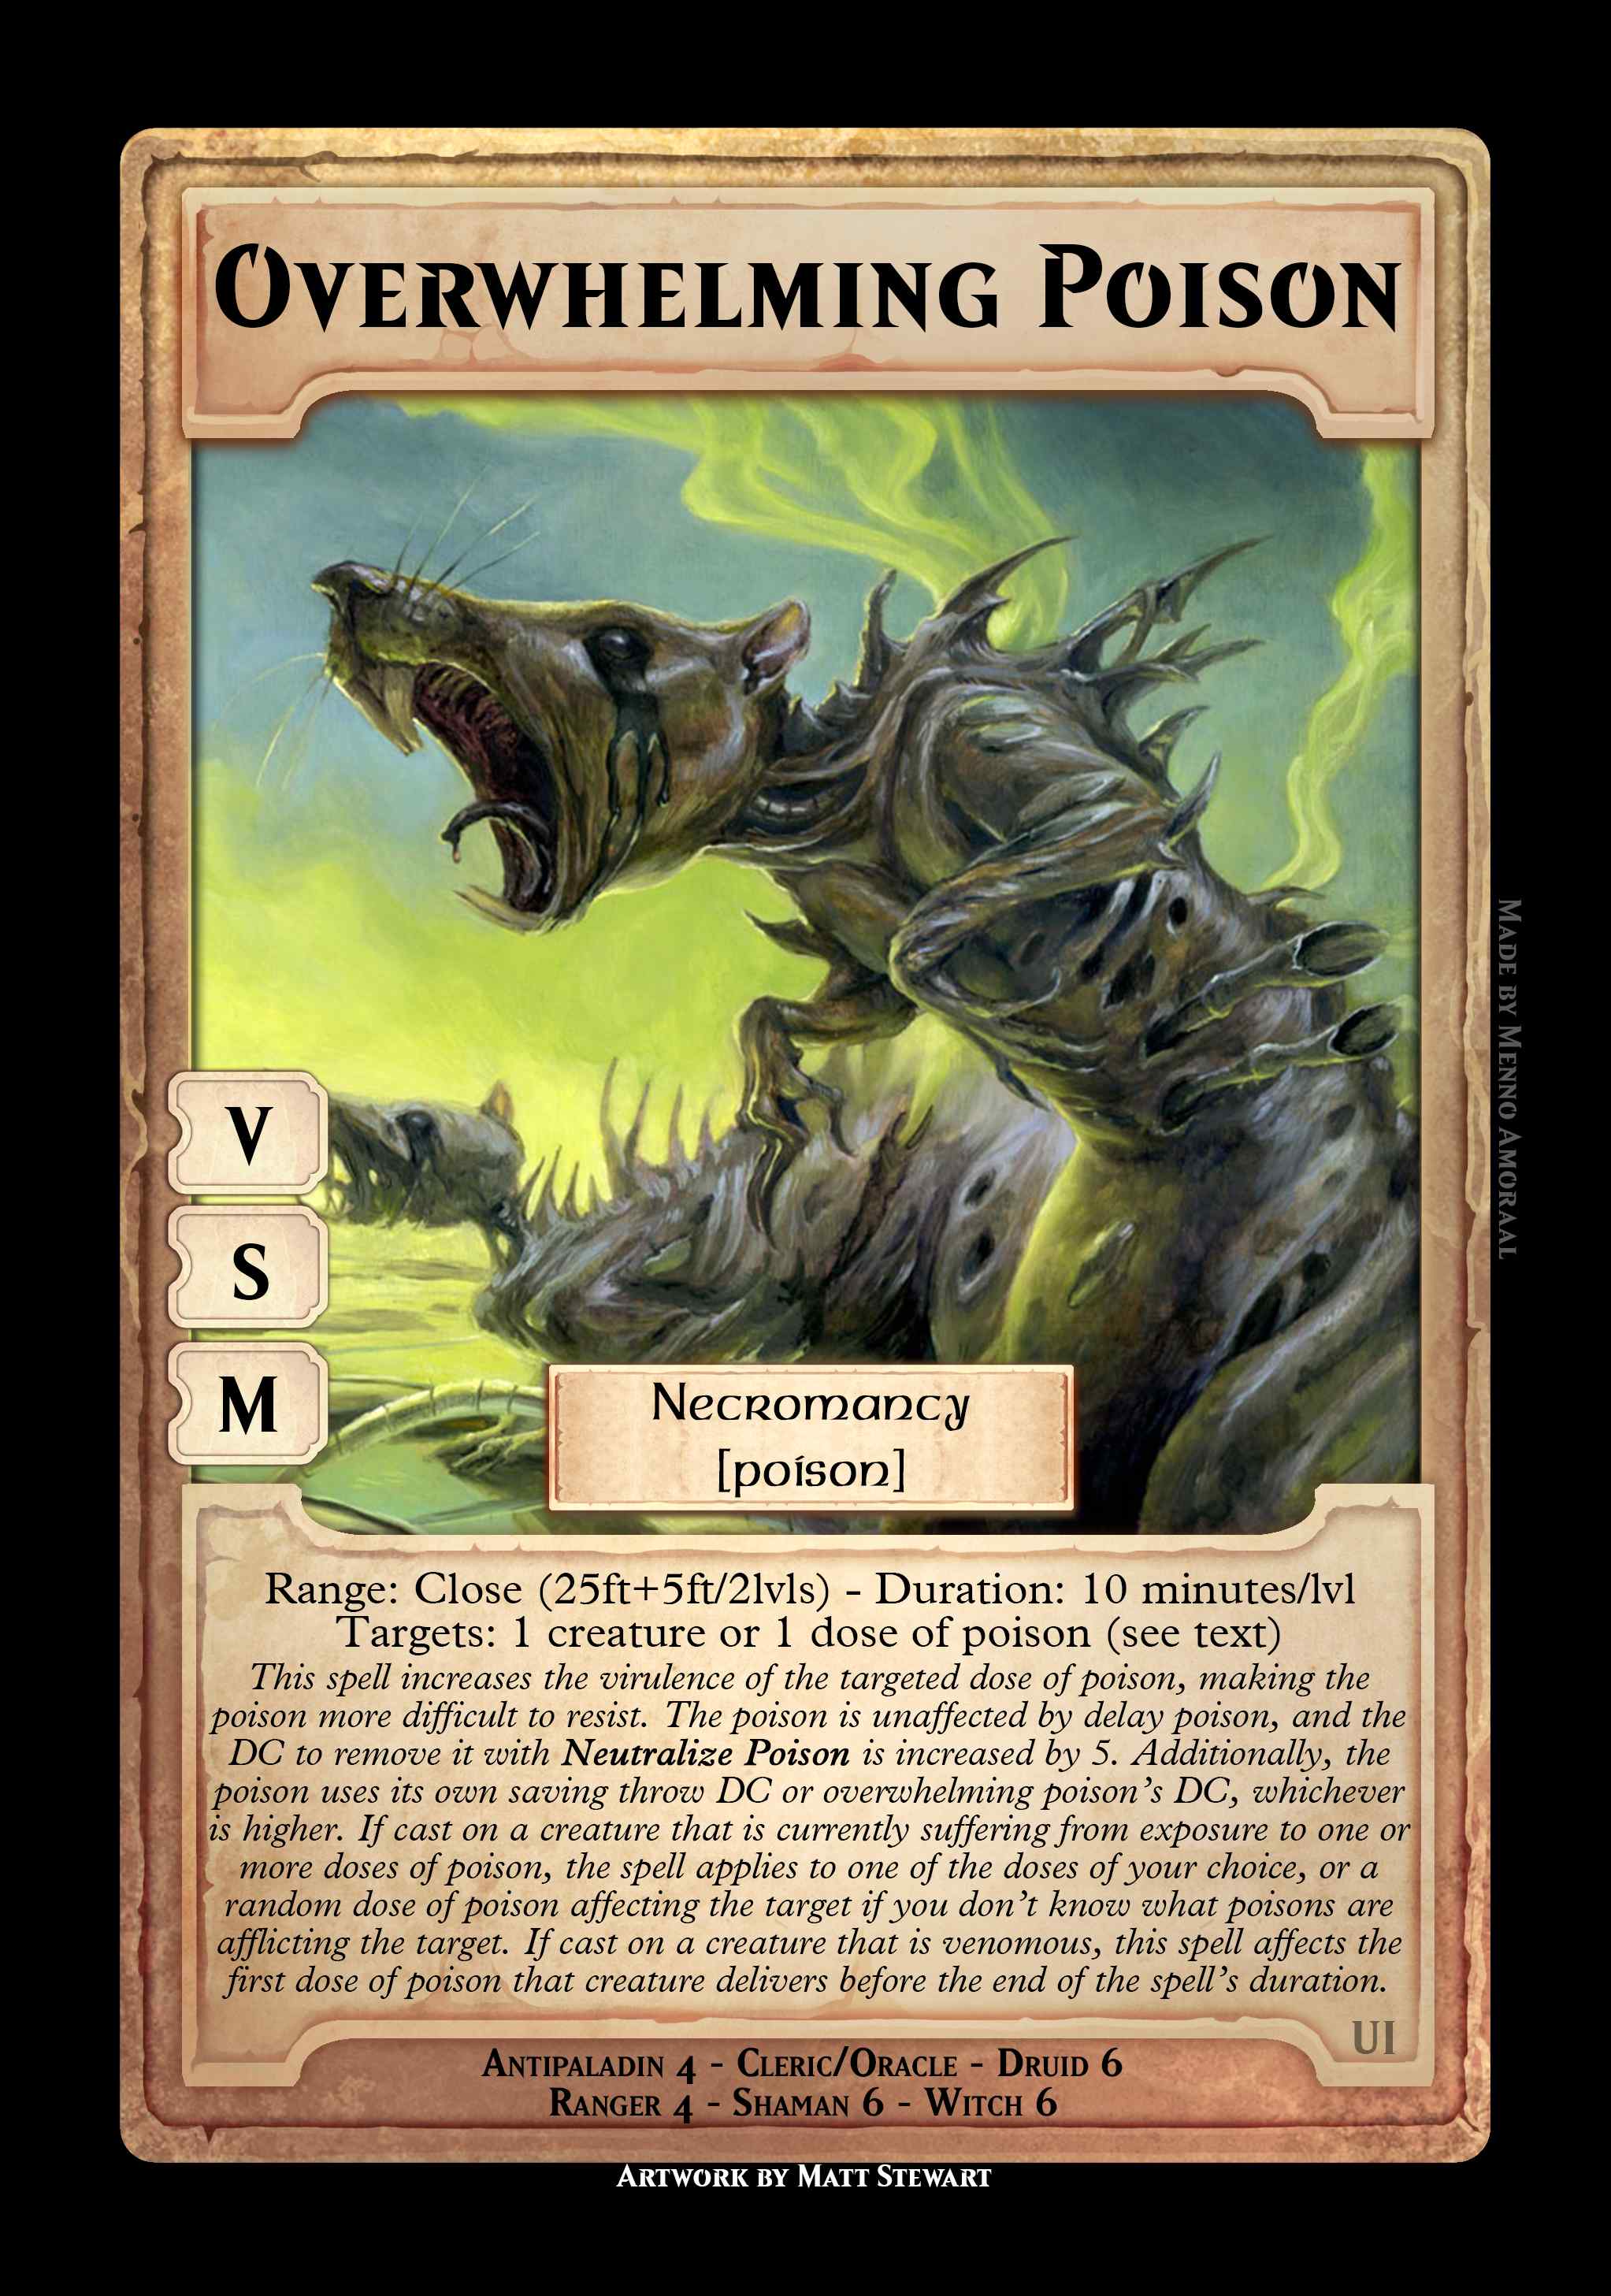 Overwhelming Poison
V
S
M
Necromancy
[poison]
Range: Close (25ft+5ft/2lvls) - Duration: 10 minutes/lvl
Targets: 1 creature or 1 dose of poison (see text)
This spell increases the virulence of the targeted dose of poison, making the
poison more difficult to resist. The poison is unaffected by delay poison, and the
DC to remove it with Neutralize Poison is increased by 5. Additionally, the
poison uses its own saving throw DC or overwhelming poison's DC, whichever
is higher. If cast on a creature that is currently suffering from exposure to one or
more doses of poison, the spell applies to one of the doses of your choice, or a
random dose of poison affecting the target if you don't know what poisons are
afflicting the target. If cast on a creature that is venomous, this spell affects the
first dose of poison that creature delivers before the end of the spell's duration.
UI
Antipaladin 4 - Cleric/Oracle - Druid 6
Ranger 4 - Shaman 6 - Witch 6
Artwork by Matt Stewart
Made by Menno Amoraal